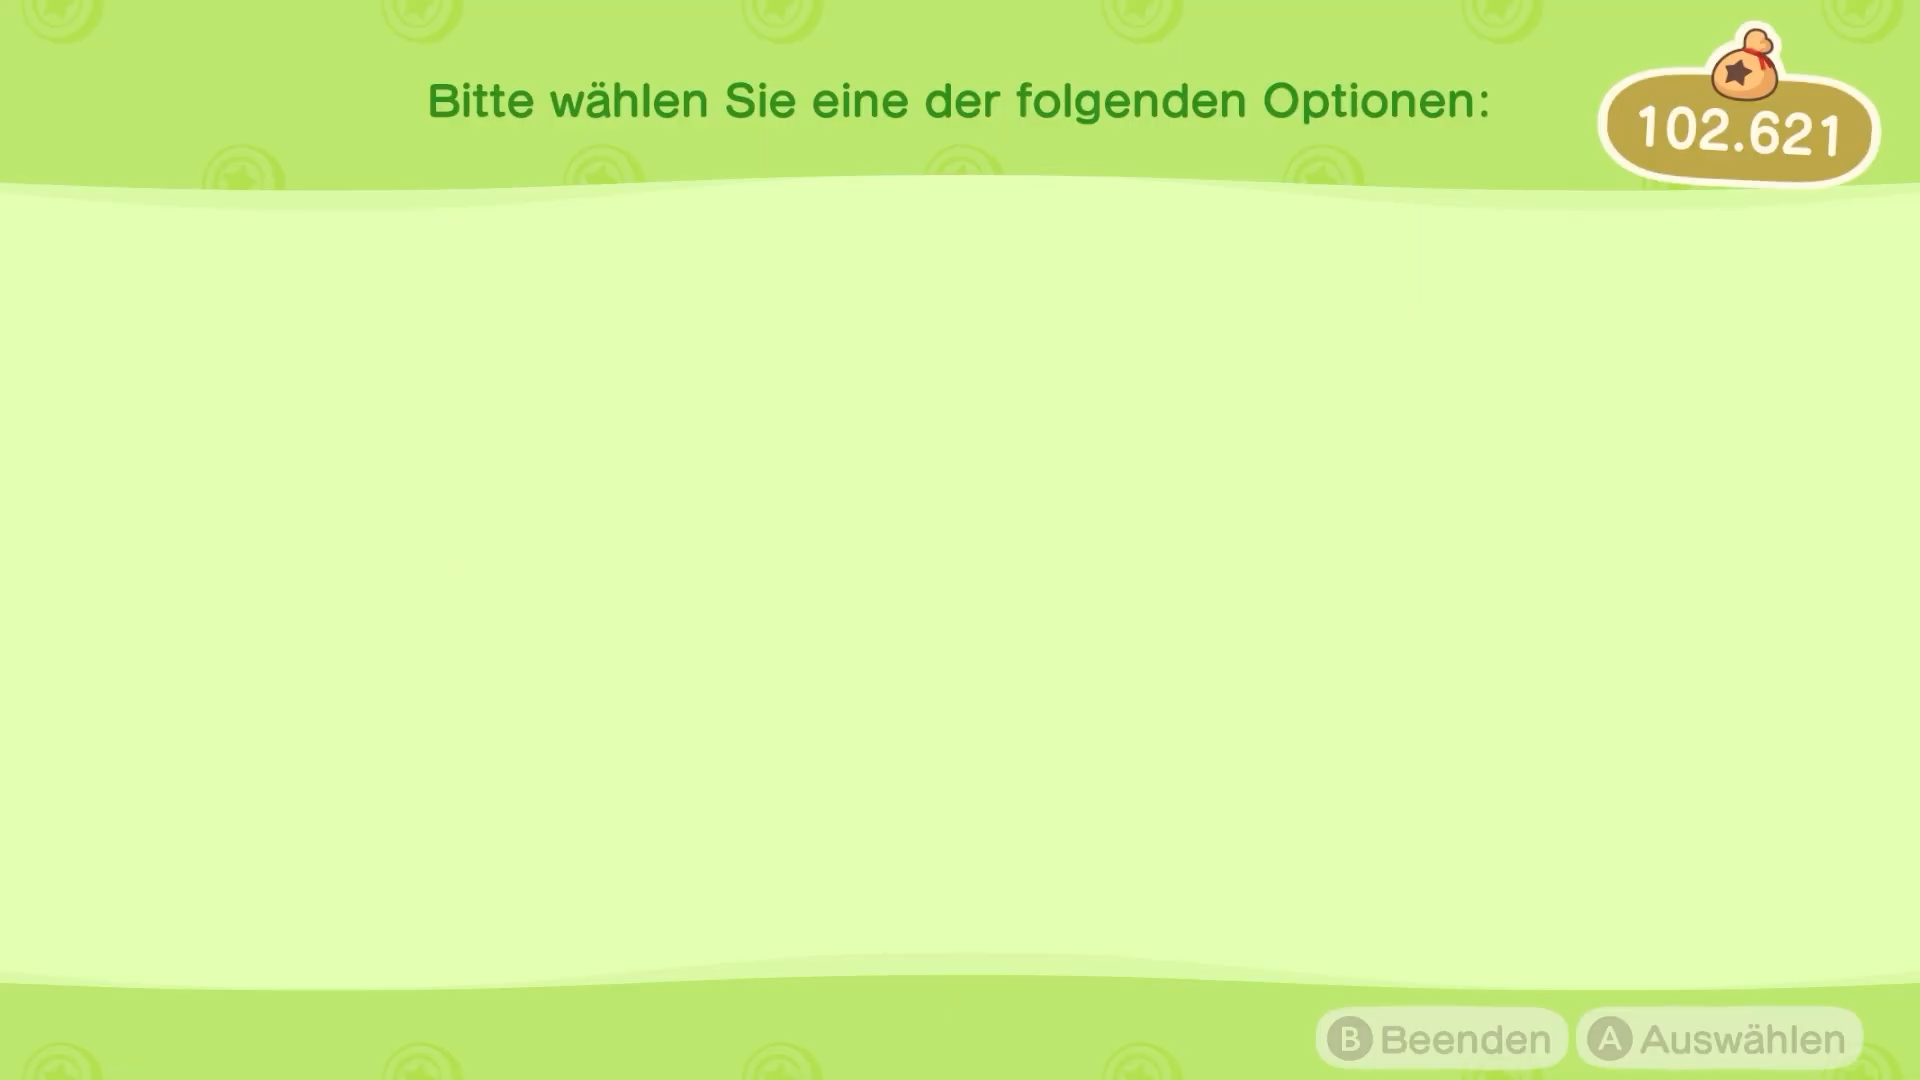 Bitte wählen Sie eine der folgenden Optionen:
102.621
B Beenden
A Auswählen